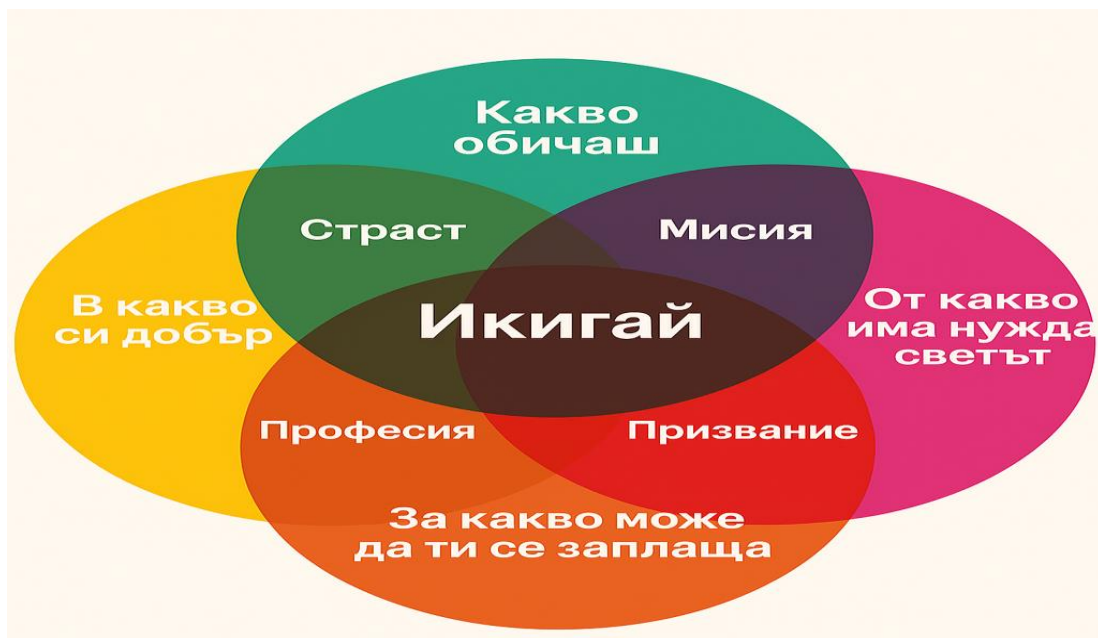 Какво
обичаш
Страст
Мисия
В какво
си добър
Икигай
От какво
има нужда
светът
Професия
Призвание
За какво може
да ти се заплаща